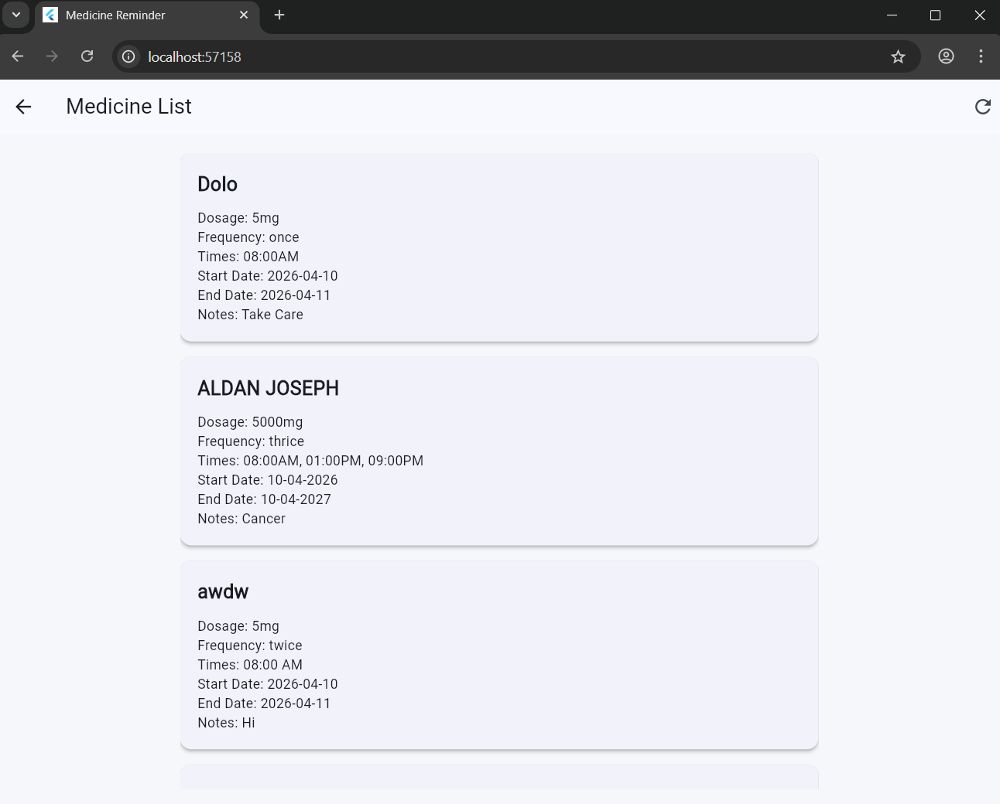 Medicine Reminder
localhost:57158
Medicine List
Dolo
Dosage: 5mg
Frequency: once
Times: 08:00AM
Start Date: 2026-04-10
End Date: 2026-04-11
Notes: Take Care
ALDAN JOSEPH
Dosage: 5000mg
Frequency: thrice
Times: 08:00AM, 01:00PM, 09:00PM
Start Date: 10-04-2026
End Date: 10-04-2027
Notes: Cancer
awdw
Dosage: 5mg
Frequency: twice
Times: 08:00 AM
Start Date: 2026-04-10
End Date: 2026-04-11
Notes: Hi